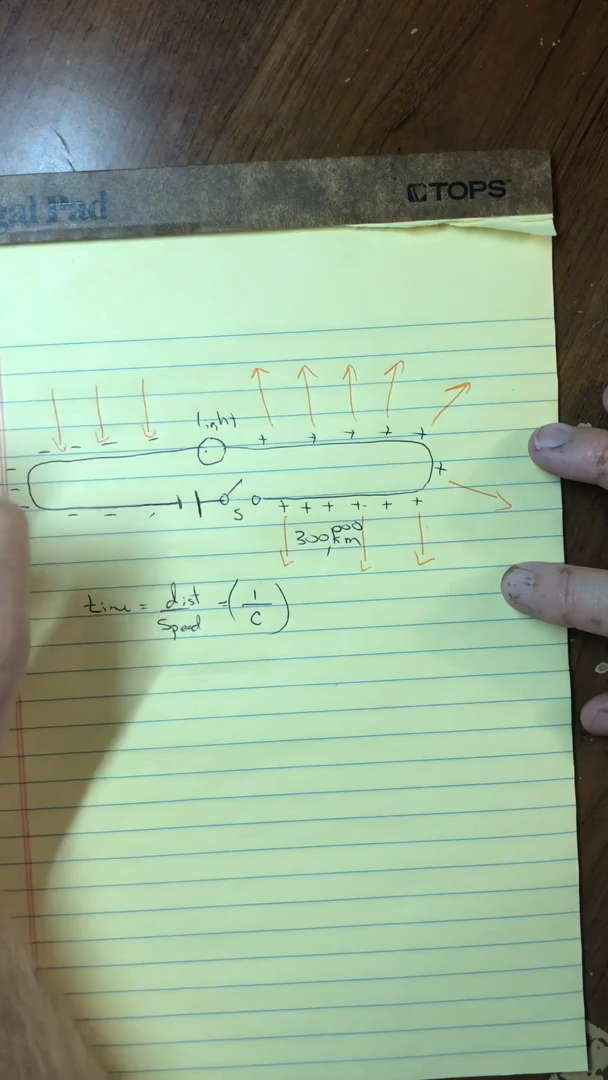 gal Pad
TOPS
light
S
300,000
km
time = dist/speed = (1/c)